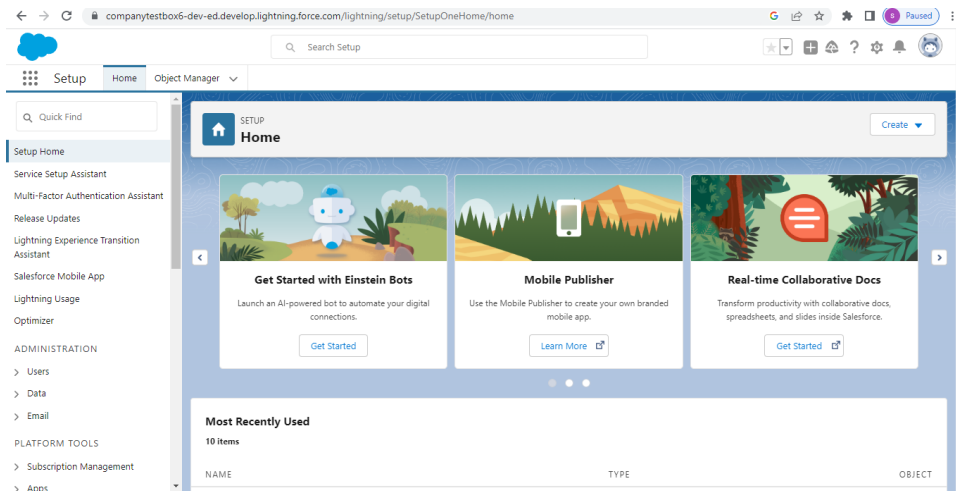 companytestbox6-dev-ed.develop.lightning.force.com/lightning/setup/SetupOneHome/home
S Paused
Search Setup
Setup Home Object Manager
Quick Find
Setup Home
Service Setup Assistant
Multi-Factor Authentication Assistant
Release Updates
Lightning Experience Transition
Assistant
Salesforce Mobile App
Lightning Usage
Optimizer
ADMINISTRATION
Users
Data
Email
PLATFORM TOOLS
Subscription Management
Apps
SETUP
Home
Create
Get Started with Einstein Bots
Launch an AI-powered bot to automate your digital
connections.
Get Started
Mobile Publisher
Use the Mobile Publisher to create your own branded
mobile app.
Learn More
Real-time Collaborative Docs
Transform productivity with collaborative docs,
spreadsheets, and slides inside Salesforce.
Get Started
Most Recently Used
10 items
NAME TYPE OBJECT